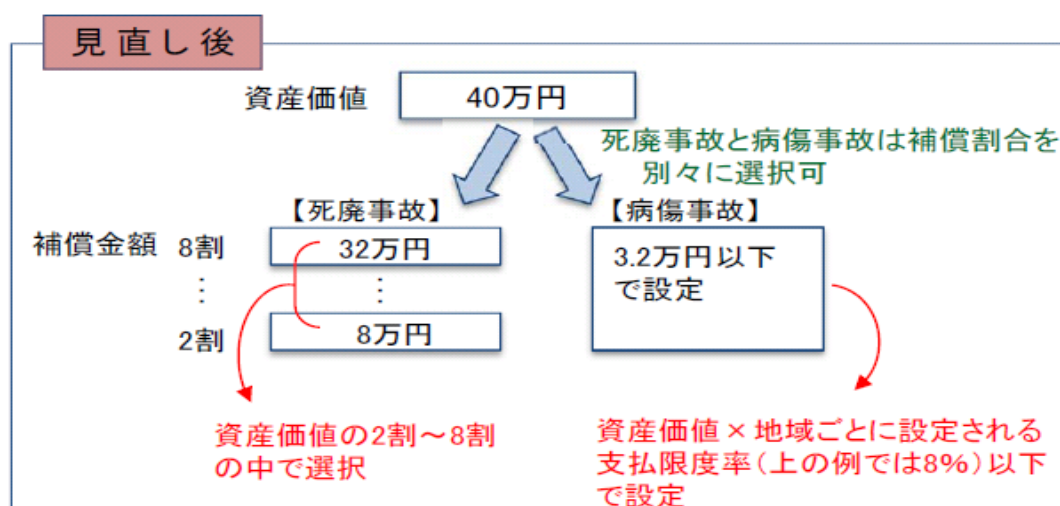 見直し後
資産価値
40万円
死廃事故と病傷事故は補償割合を
別々に選択可
【死廃事故】
【病傷事故】
補償金額
8割
32万円
3.2万円以下
で設定
⋮
⋮
2割
8万円
資産価値の2割～8割
の中で選択
資産価値×地域ごとに設定される
支払限度率(上の例では8%)以下
で設定